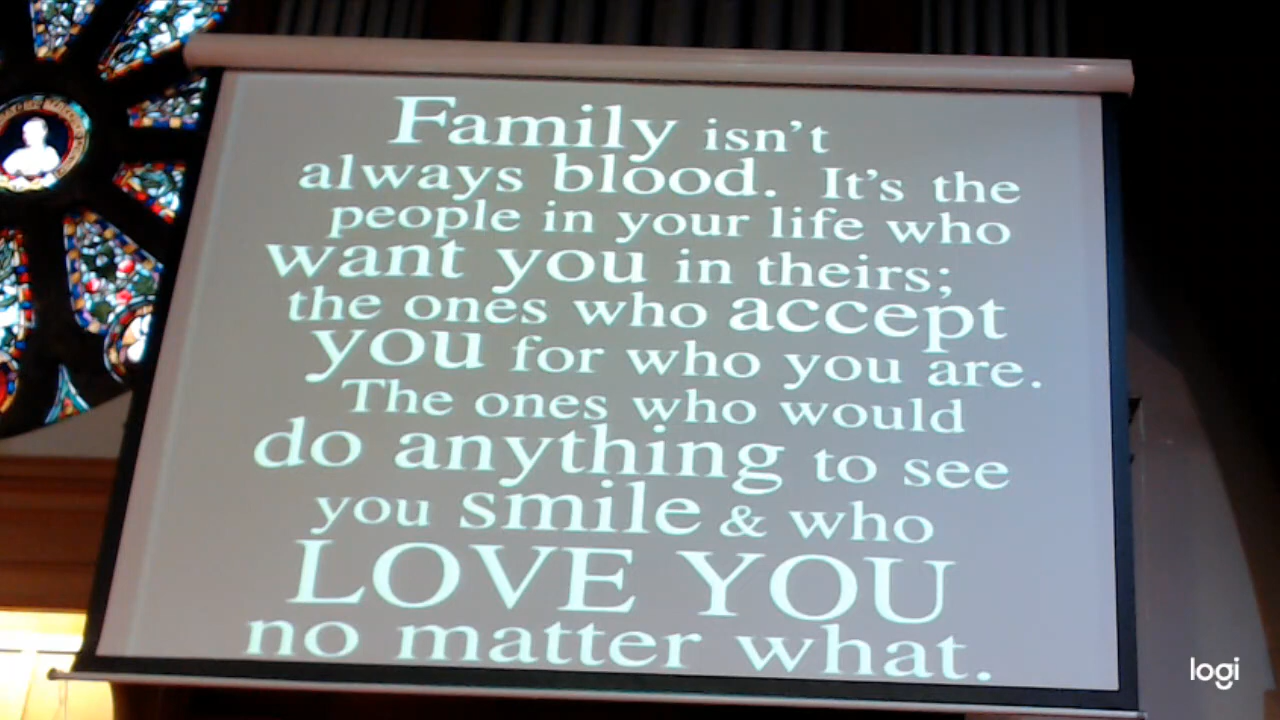 Family isn't
always blood. It's the
people in your life who
want you in theirs;
the ones who accept
you for who you are.
The ones who would
do anything to see
you smile & who
LOVE YOU
no matter what.
logi